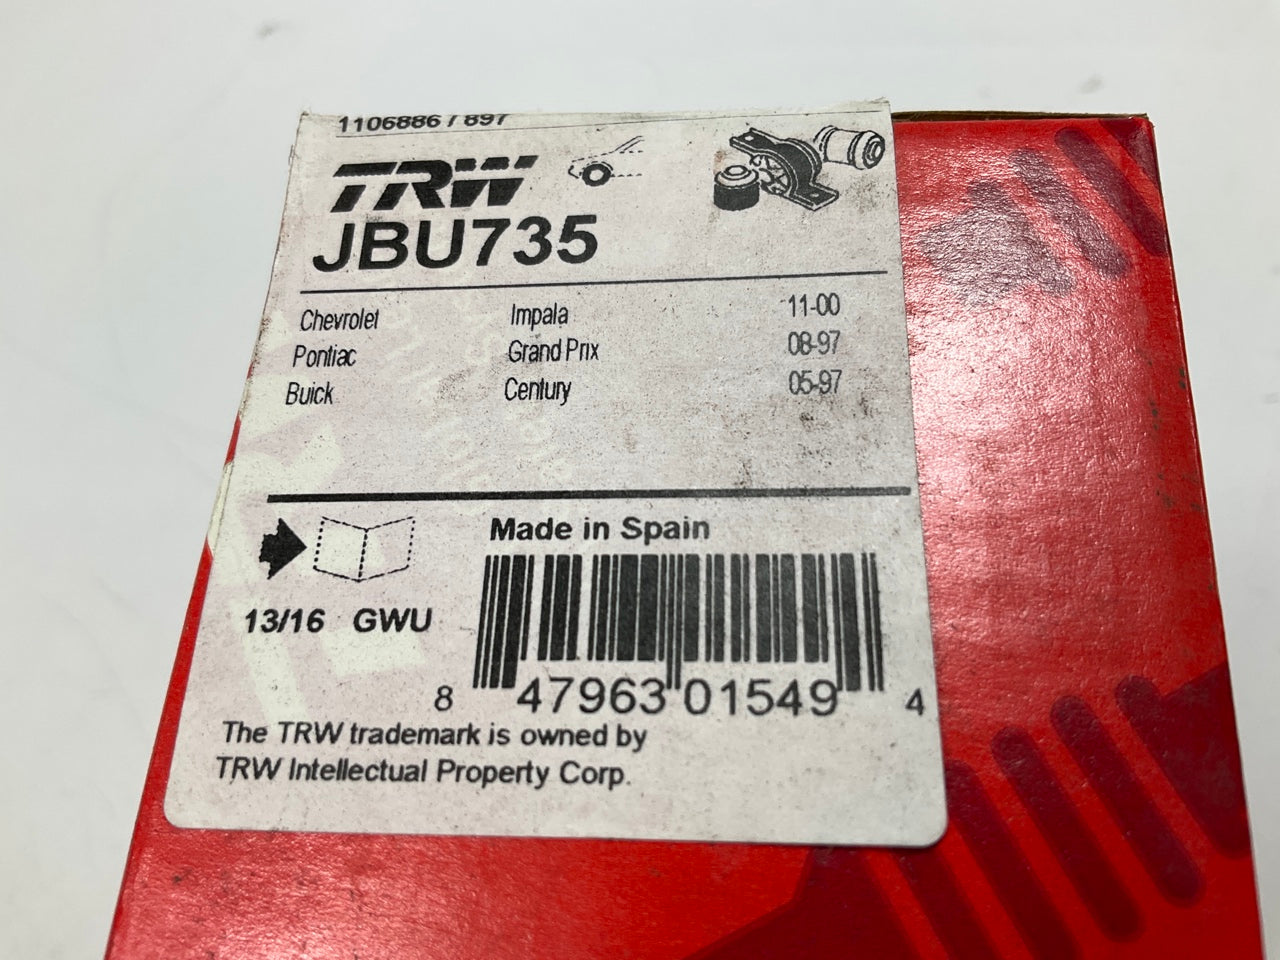 1106886 / 897
TRW
JBU735
Chevrolet Impala 11-00
Pontiac Grand Prix 08-97
Buick Century 05-97
Made in Spain
13/16 GWU
8 47963 01549 4
The TRW trademark is owned by
TRW Intellectual Property Corp.